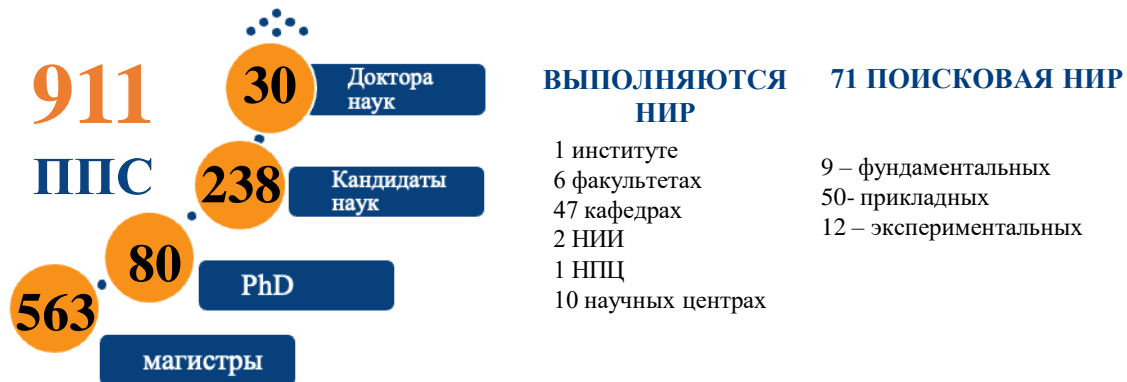 911
ППС
30
Доктора
наук
238
Кандидаты
наук
80
PhD
563
магистры
ВЫПОЛНЯЮТСЯ
НИР
1 институте
6 факультетах
47 кафедрах
2 НИИ
1 НПЦ
10 научных центрах
71 ПОИСКОВАЯ НИР
9 – фундаментальных
50- прикладных
12 – экспериментальных